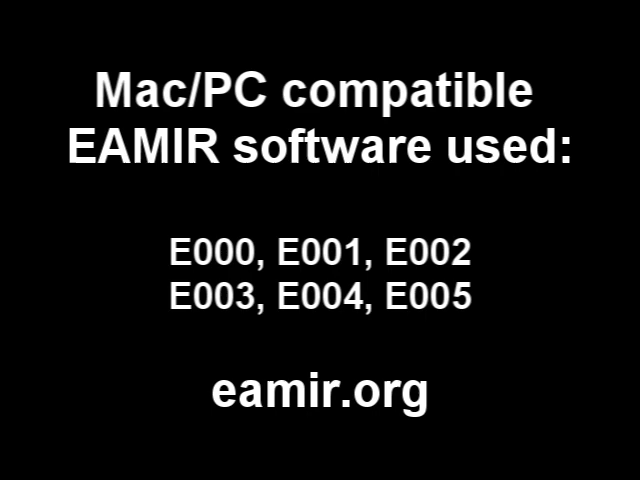 Mac/PC compatible
EAMIR software used:
E000, E001, E002
E003, E004, E005
eamir.org